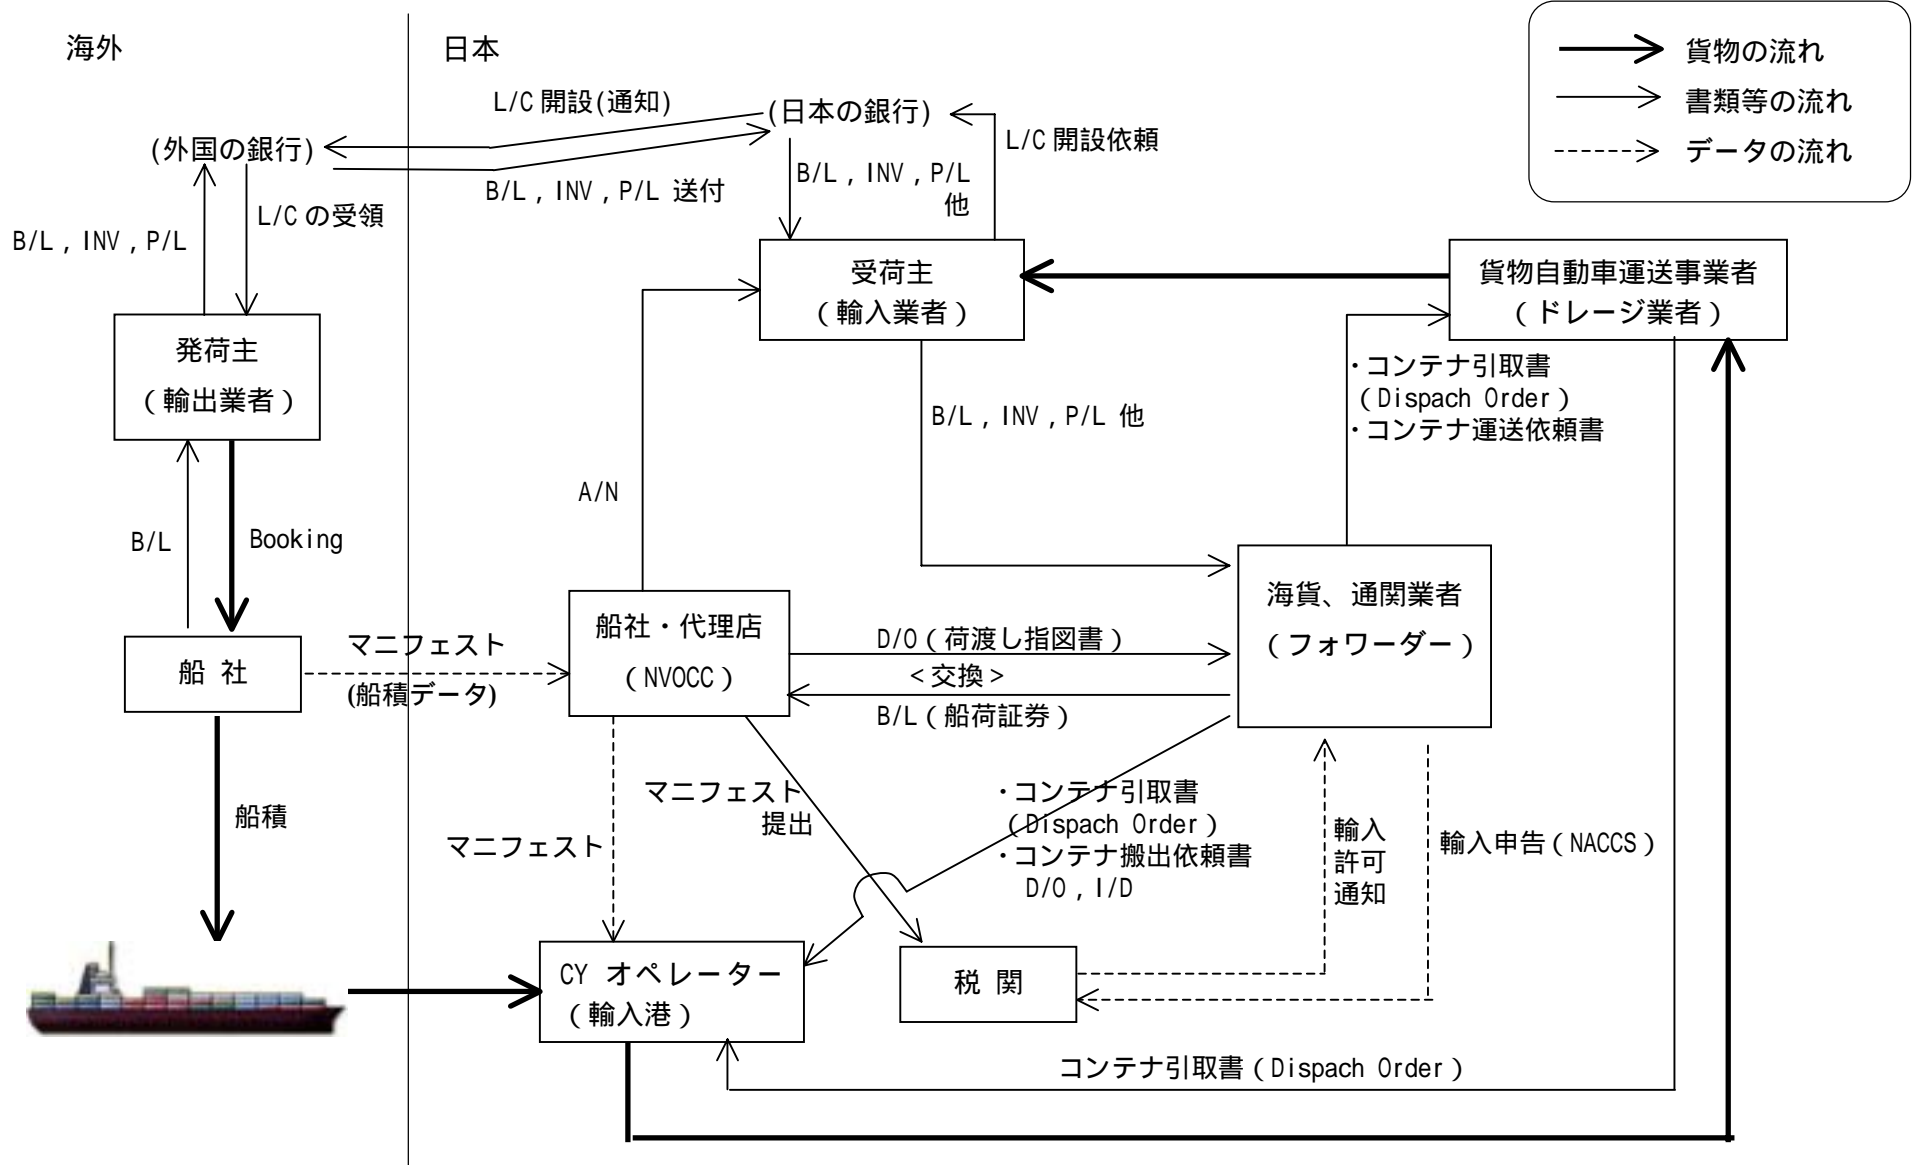 海外
日本
貨物の流れ
書類等の流れ
データの流れ
L/C 開設(通知)
(日本の銀行)
L/C 開設依頼
(外国の銀行)
B/L , INV , P/L 送付
B/L , INV , P/L
他
L/C の受領
B/L , INV , P/L
受荷主
(輸入業者)
貨物自動車運送事業者
(ドレージ業者)
発荷主
(輸出業者)
・コンテナ引取書
(Dispach Order)
・コンテナ運送依頼書
B/L , INV , P/L 他
A/N
B/L
Booking
海貨、通関業者
(フォワーダー)
船社・代理店
(NVOCC)
船 社
マニフェスト
(船積データ)
D/O(荷渡し指図書)
<交換>
B/L(船荷証券)
マニフェスト
提出
・コンテナ引取書
(Dispach Order)
・コンテナ搬出依頼書
D/O , I/D
船積
マニフェスト
輸入
許可
通知
輸入申告(NACCS)
CY オペレーター
(輸入港)
税 関
コンテナ引取書(Dispach Order)